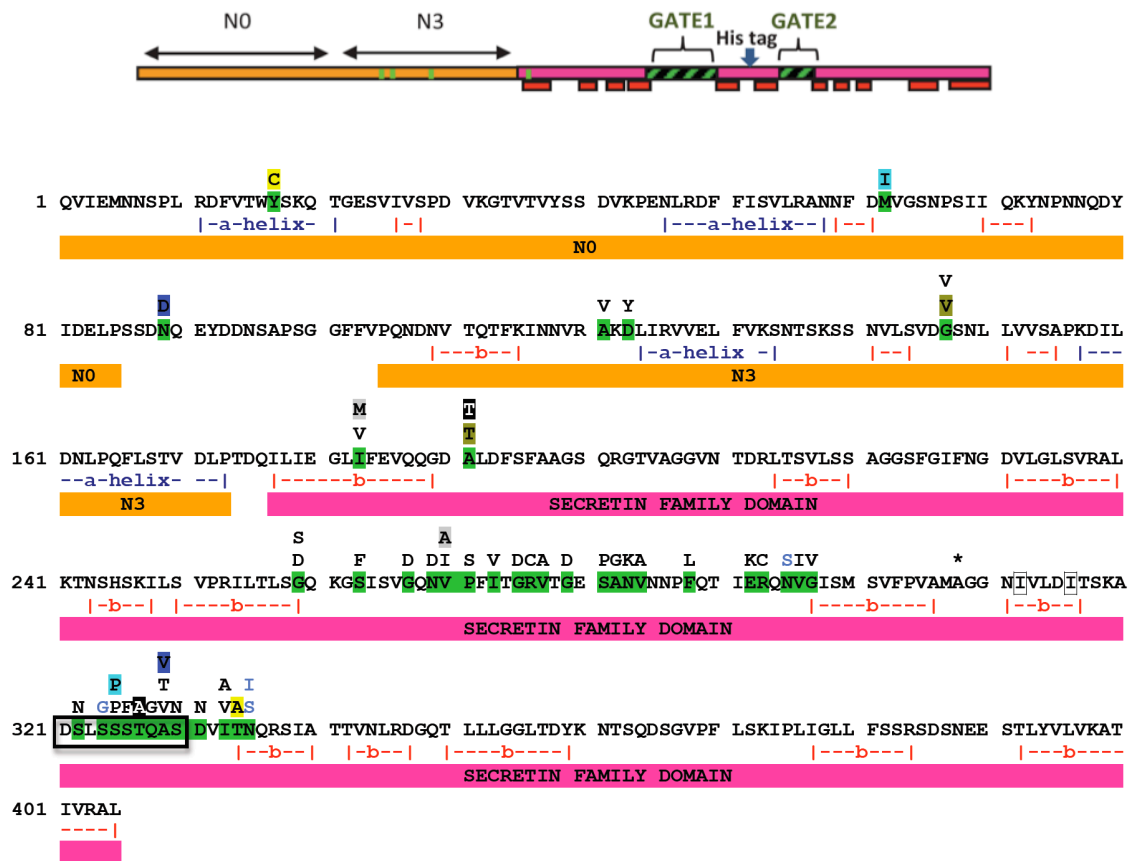 N0 N3 GATE1 His tag GATE2
C I
1 QVIEMNNSPL RDFVTWYSKQ TGESVIVSPD VKGTVTVYSS DVKPENLRDF FISVLRANNF DMVGSNPSII QKYNPNNQDY
|-a-helix- | |-| |---a-helix----| |--| |---|
N0
V
D V Y V
81 IDELPSSDNQ EYDDNSAPSG GFFVPQNDNV TQTFKINNVR AKDLIRVVEL FVKSNTSKSS NVLSVDGSNL LVVSAPKDIL
|---b--| |-a-helix -| |--| | --| |---
N0 N3
M T
V T
161 DNLPQFLSTV DLPTDQILIE GLIFEVQQGD ALDFSFAAGS QRGTVAGGVN TDRLTSVLSS AGGSFGIFNG DVLGLSVRAL
--a-helix- --| |------b-----| |--b--| |----b---|
N3 SECRETIN FAMILY DOMAIN
S A
D F D DI S V DCA D PGKA L KC SIV *
241 KTNSHSKILS VPRILTLSGQ KGSISVGQNV PFITGRVTGE SANVNNPFQT IERQNVGISM SVFPVAMAGG NIVLDITSKA
|-b--| |----b----| |----b----| |--b--|
SECRETIN FAMILY DOMAIN
V
P T A I
N GPFAGVN N VAS
321 DSLSSSTQAS DVITNQRSIA TTVNLRDGQT LLLGGLTDYK NTSQDSGVPF LSKIPLIGLL FSSRSDSNEE STLYVLVKAT
|--b--| |--b-| |----b----| |---b---| |---b----
SECRETIN FAMILY DOMAIN
401 IVRAL
----|